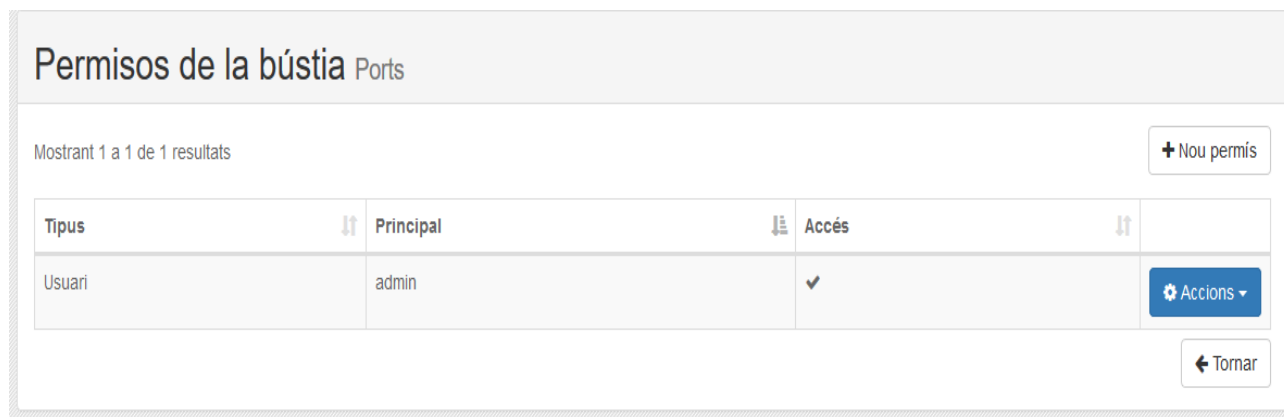 Permisos de la bústia Ports
Mostrant 1 a 1 de 1 resultats
Nou permís
Tipus Principal Accés
Usuari admin
Accions
Tornar